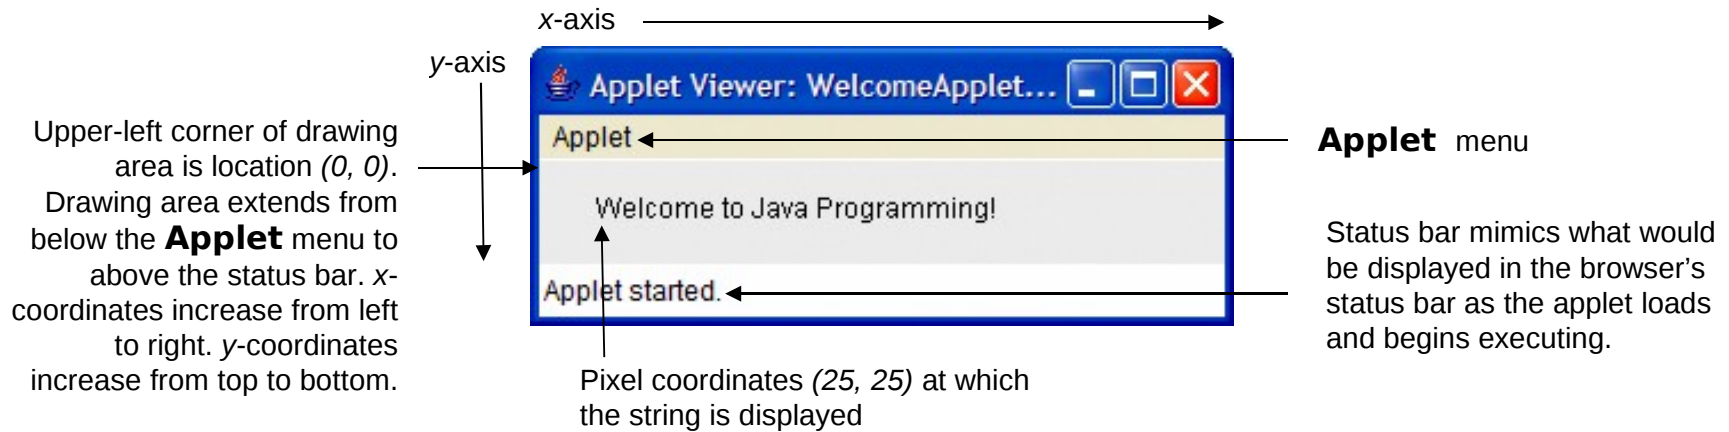 x-axis
y-axis
Applet Viewer: WelcomeApplet...
Upper-left corner of drawing
area is location (0, 0).
Drawing area extends from
below the Applet menu to
above the status bar. x-
coordinates increase from left
to right. y-coordinates
increase from top to bottom.
Applet
Welcome to Java Programming!
Applet started.
Applet menu
Status bar mimics what would
be displayed in the browser’s
status bar as the applet loads
and begins executing.
Pixel coordinates (25, 25) at which
the string is displayed